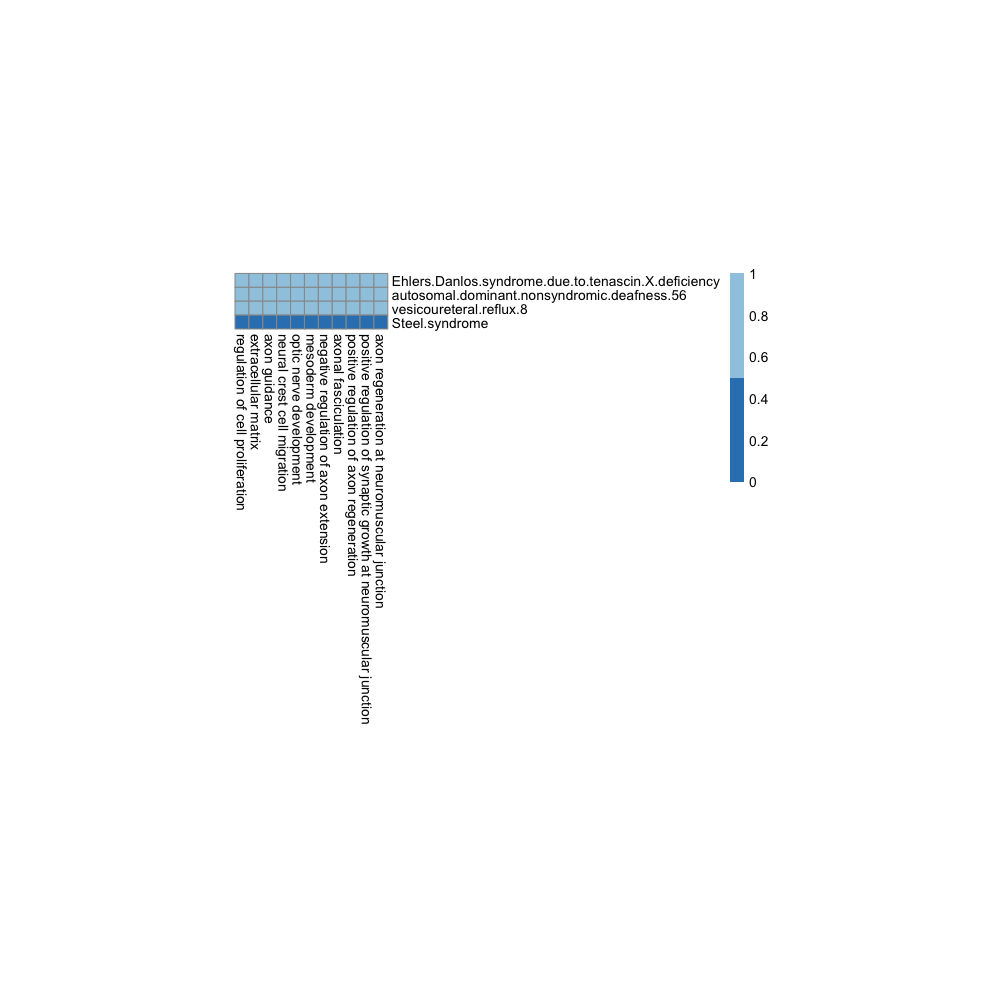 Ehlers.Danlos.syndrome.due.to.tenascin.X.deficiency
autosomal.dominant.nonsyndromic.deafness.56
vesicoureteral.reflux.8
Steel.syndrome
regulation of cell proliferation
extracellular matrix
axon guidance
neural crest cell migration
optic nerve development
mesoderm development
negative regulation of axon extension
axonal fasciculation
positive regulation of axon regeneration
positive regulation of synaptic growth at neuromuscular junction
axon regeneration at neuromuscular junction
1
0.8
0.6
0.4
0.2
0